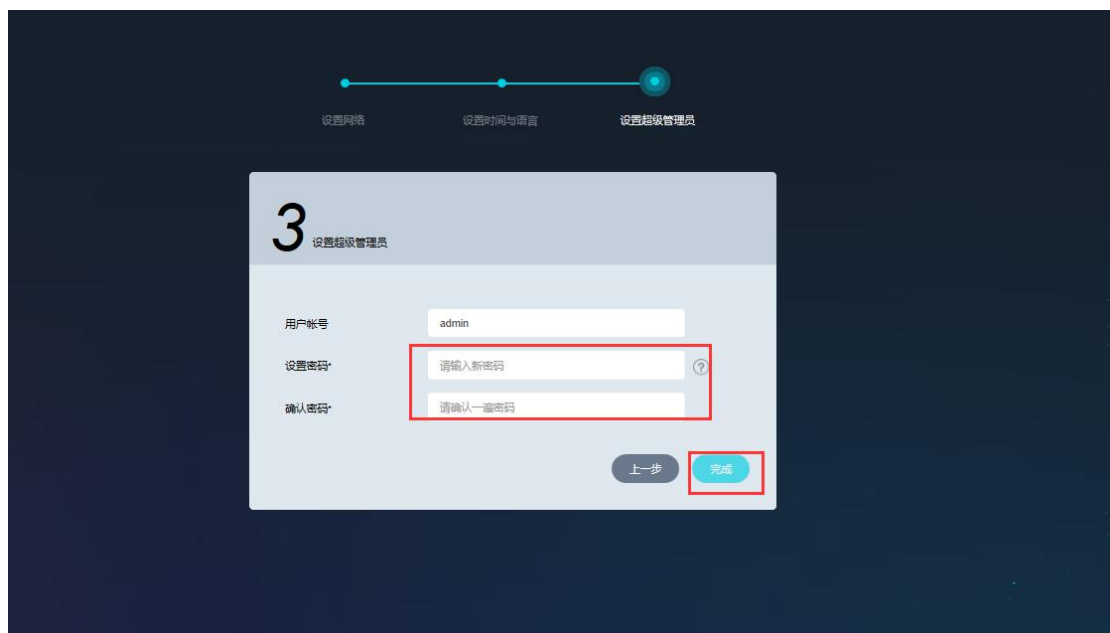 设置网络 设置时间与语言 设置超级管理员
3 设置超级管理员
用户帐号 admin
设置密码* 请输入新密码 ?
确认密码* 请确认一遍密码
上一步 完成